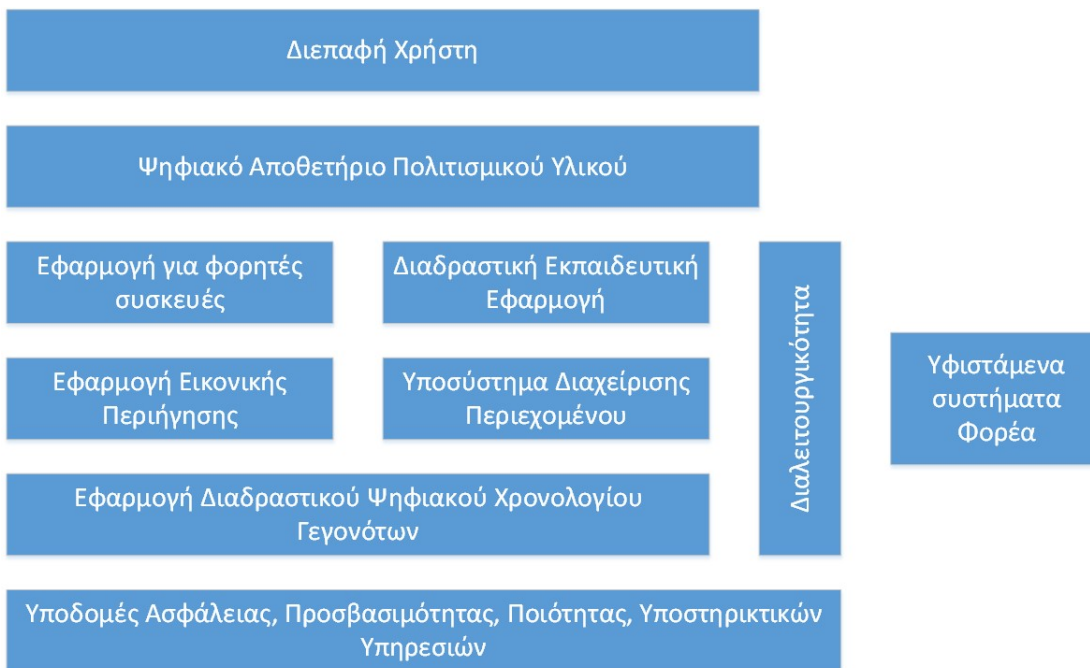 Διεπαφή Χρήστη
Ψηφιακό Αποθετήριο Πολιτισμικού Υλικού
Εφαρμογή για φορητές
συσκευές
Διαδραστική Εκπαιδευτική
Εφαρμογή
Εφαρμογή Εικονικής
Περιήγησης
Υποσύστημα Διαχείρισης
Περιεχομένου
Εφαρμογή Διαδραστικού Ψηφιακού Χρονολογίου
Γεγονότων
Διαλειτουργικότητα
Υφιστάμενα
συστήματα
Φορέα
Υποδομές Ασφάλειας, Προσβασιμότητας, Ποιότητας, Υποστηρικτικών
Υπηρεσιών